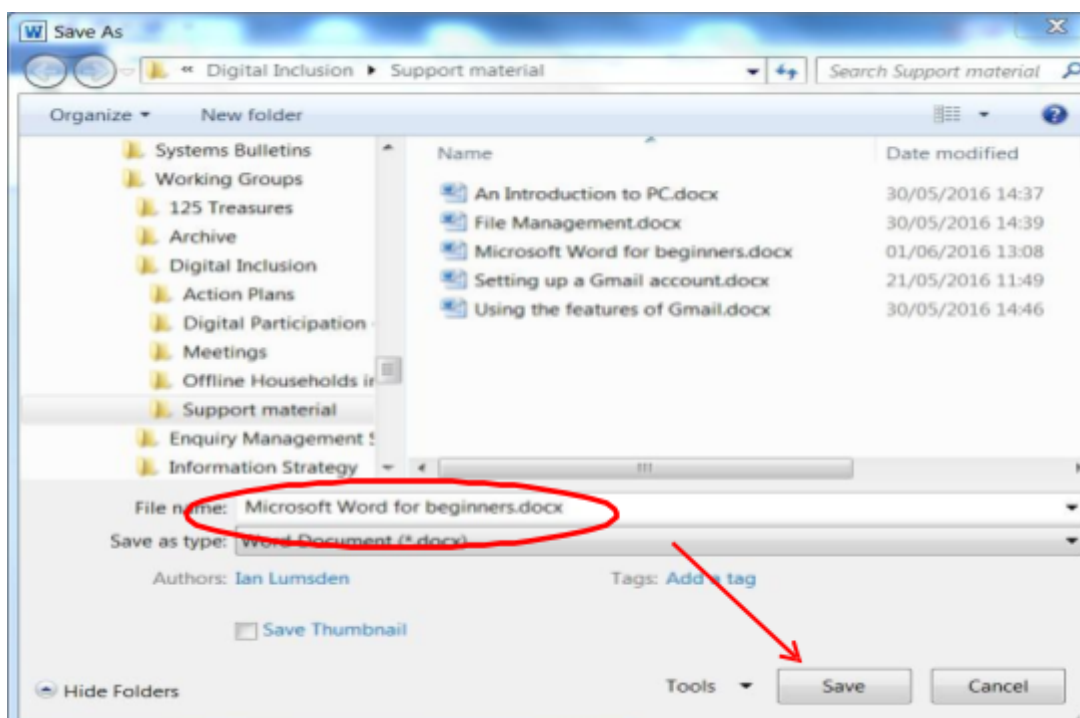 Save As
« Digital Inclusion Support material Search Support material
Organize New folder
Systems Bulletins
Working Groups
125 Treasures
Archive
Digital Inclusion
Action Plans
Digital Participation
Meetings
Offline Households
Support material
Enquiry Management
Information Strategy
Name Date modified
An Introduction to PC.docx 30/05/2016 14:37
File Management.docx 30/05/2016 14:39
Microsoft Word for beginners.docx 01/06/2016 13:08
Setting up a Gmail account.docx 21/05/2016 11:49
Using the features of Gmail.docx 30/05/2016 14:46
File name: Microsoft Word for beginners.docx
Save as type: Word Document (*.docx)
Authors: Ian Lumsden Tags: Add a tag
Save Thumbnail
Hide Folders Tools Save Cancel